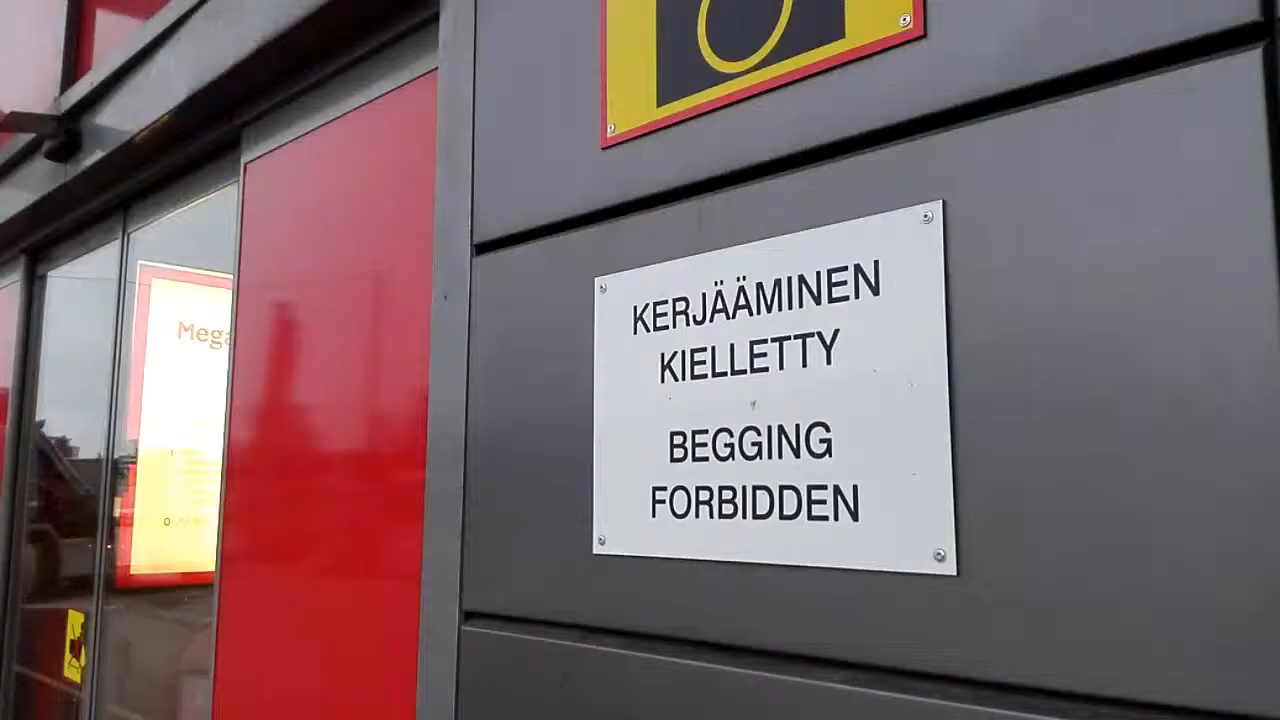 Mega
KERJÄÄMINEN
KIELLETTY
BEGGING
FORBIDDEN